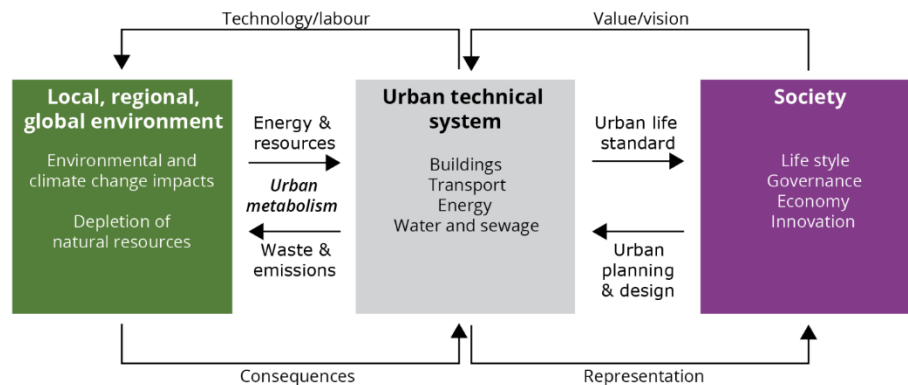 Technology/labour
Value/vision
Local, regional,
global environment
Environmental and
climate change impacts
Depletion of
natural resources
Energy &
resources
Urban
metabolism
Waste &
emissions
Urban technical
system
Buildings
Transport
Energy
Water and sewage
Urban life
standard
Urban
planning
& design
Society
Life style
Governance
Economy
Innovation
Consequences
Representation